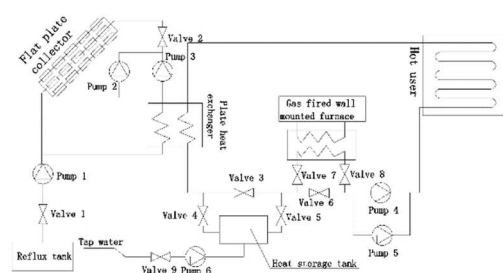 Flat plate
collector
Valve 2
Pump 3
Pump 2
Plate heat
exchanger
Hot user
Gas fired wall
mounted furnace
Pump 1
Valve 3
Valve 7
Valve 8
Valve 6
Valve 1
Valve 4
Valve 5
Pump 4
Pump 5
Reflux tank
Tap water
Valve 9
Pump 6
Heat storage tank